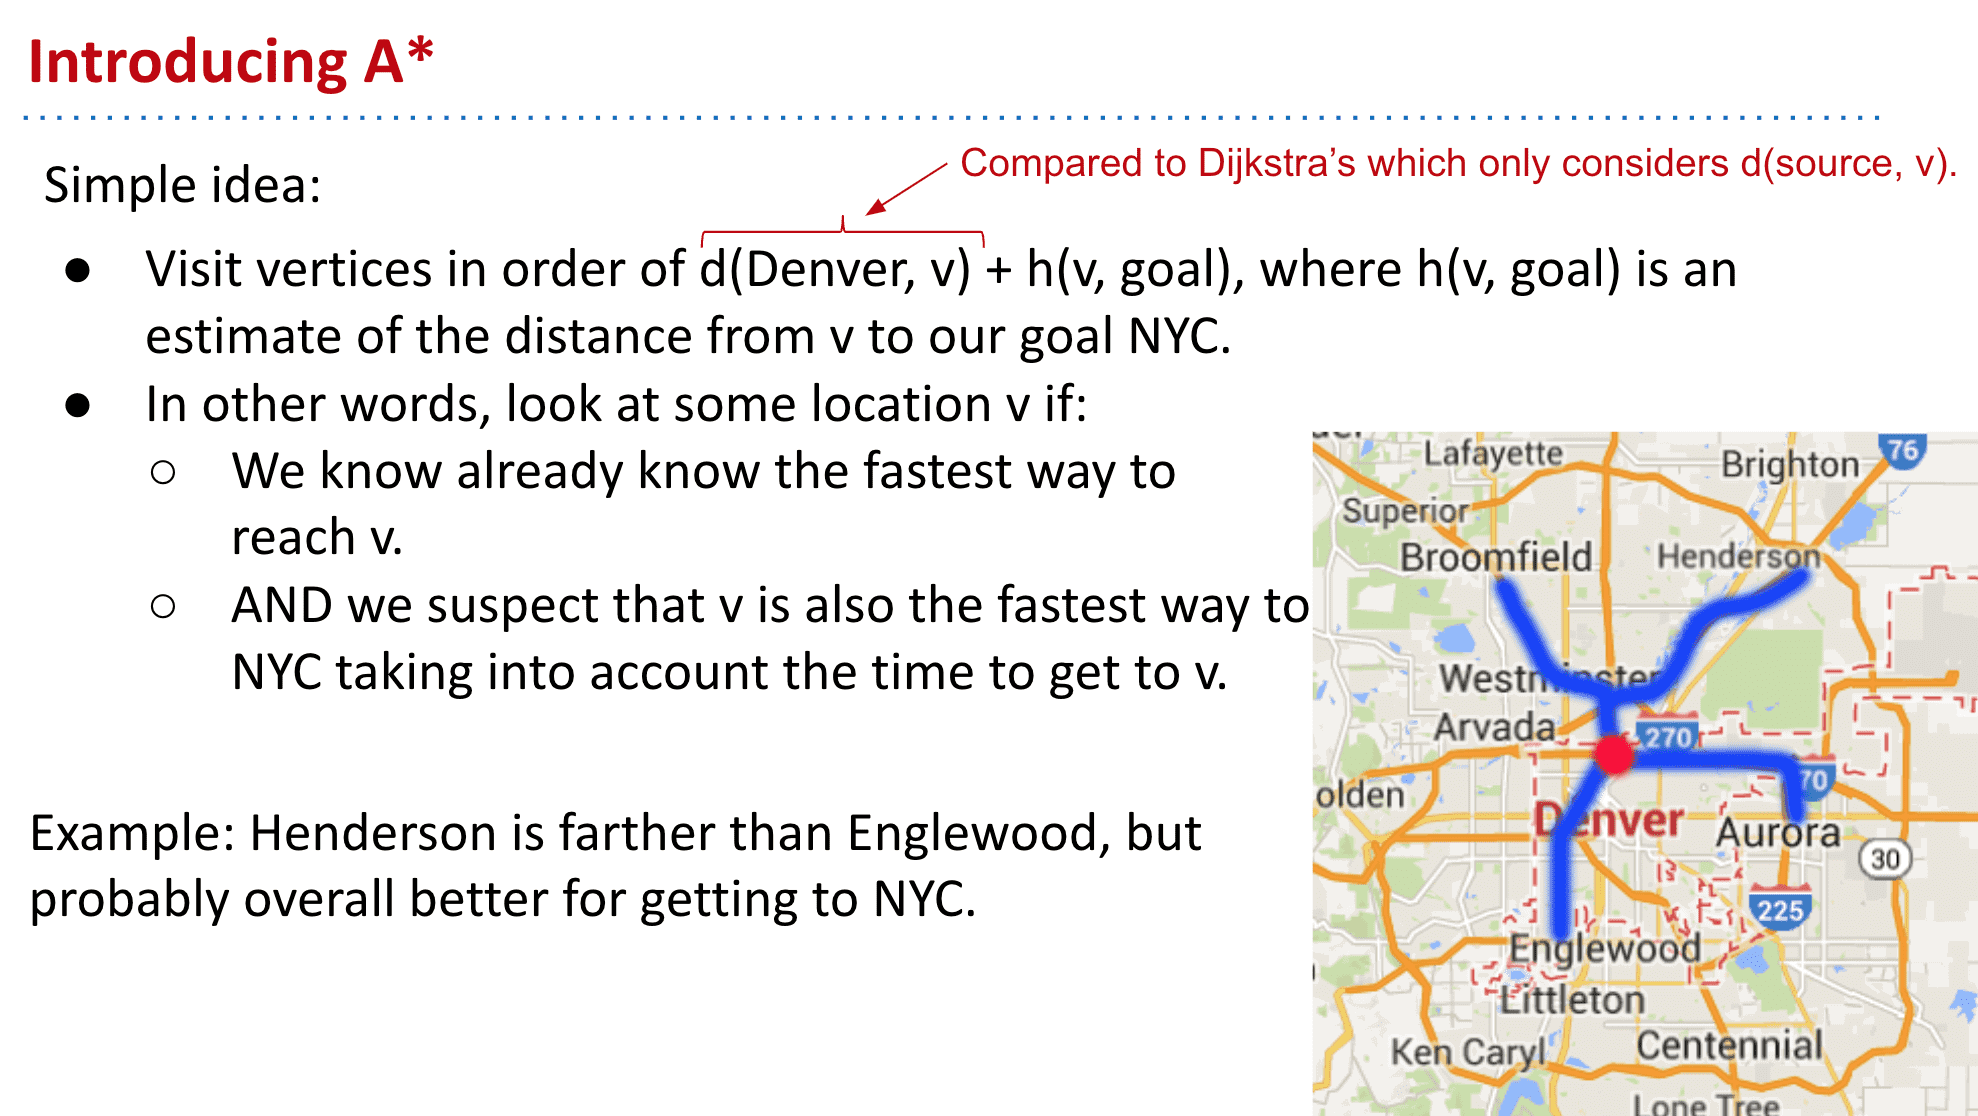 Introducing A*
Compared to Dijkstra's which only considers d(source, v).
Simple idea:
● Visit vertices in order of d(Denver, v) + h(v, goal), where h(v, goal) is an
estimate of the distance from v to our goal NYC.
● In other words, look at some location v if:
○ We know already know the fastest way to
reach v.
○ AND we suspect that v is also the fastest way to
NYC taking into account the time to get to v.
Example: Henderson is farther than Englewood, but
probably overall better for getting to NYC.
Lafayette
Brighton
76
Superior
Broomfield
Henderson
Westminster
Arvada
270
70
olden
Denver
Aurora
30
225
Englewood
Littleton
Ken Caryl
Centennial
Lone Tree